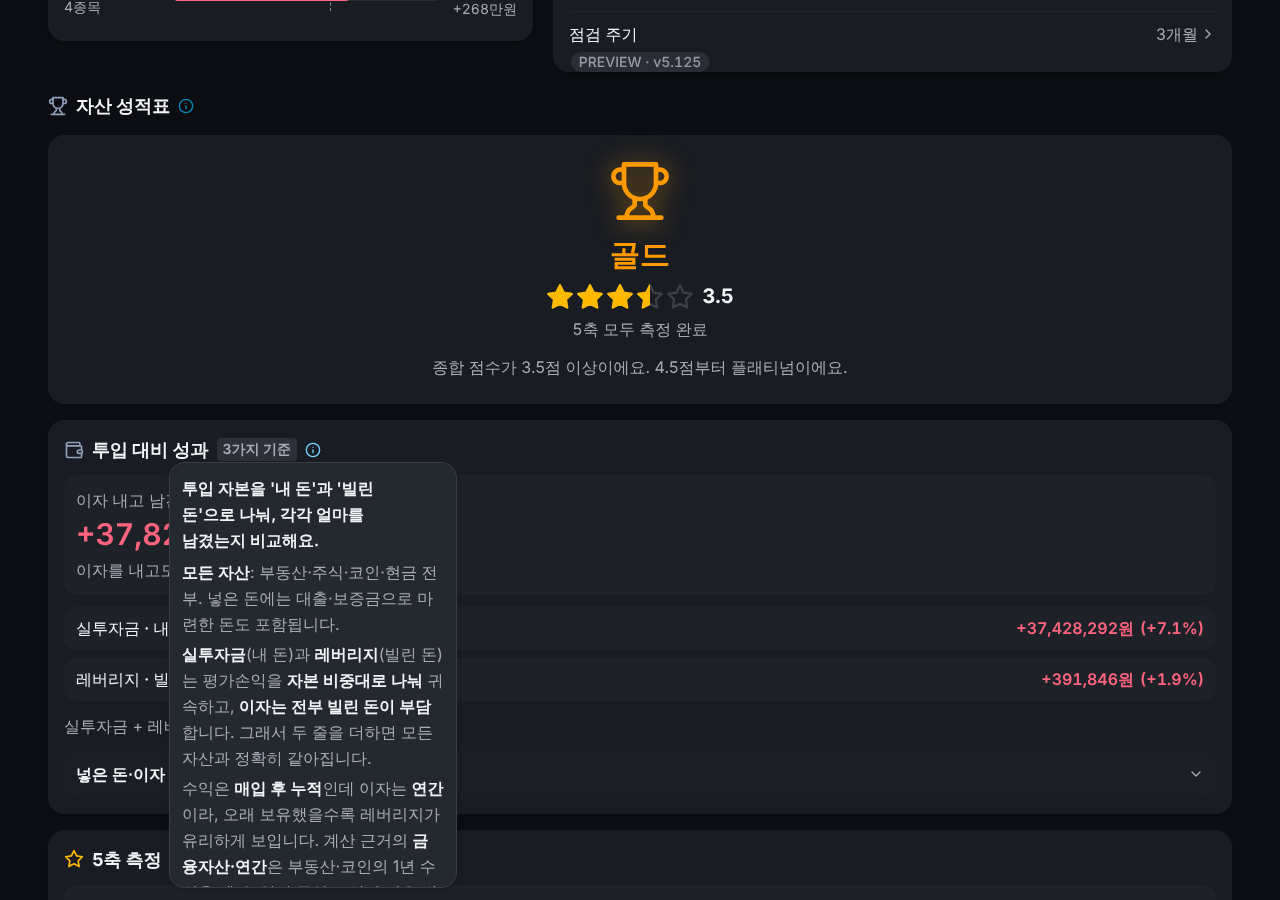 4종목
+268만원
점검 주기
3개월
PREVIEW · v5.125
자산 성적표
골드
3.5
5축 모두 측정 완료
종합 점수가 3.5점 이상이에요. 4.5점부터 플래티넘이에요.
투입 대비 성과 3가지 기준
이자 내고 남
+37,82
이자를 내고도
투입 자본을 '내 돈'과 '빌린
돈'으로 나눠, 각각 얼마를
남겼는지 비교해요.
모든 자산: 부동산·주식·코인·현금 전
부. 넣은 돈에는 대출·보증금으로 마
련한 돈도 포함됩니다.
실투자금(내 돈)과 레버리지(빌린 돈)
는 평가손익을 자본 비중대로 나눠 귀
속하고, 이자는 전부 빌린 돈이 부담
합니다. 그래서 두 줄을 더하면 모든
자산과 정확히 같아집니다.
수익은 매입 후 누적인데 이자는 연간
이라, 오래 보유했을수록 레버리지가
유리하게 보입니다. 계산 근거의 금
융자산·연간은 부동산·코인의 1년 수
실투자금 · 내
+37,428,292원 (+7.1%)
레버리지 · 빌
+391,846원 (+1.9%)
실투자금 + 레버
넣은 돈·이자
5축 측정